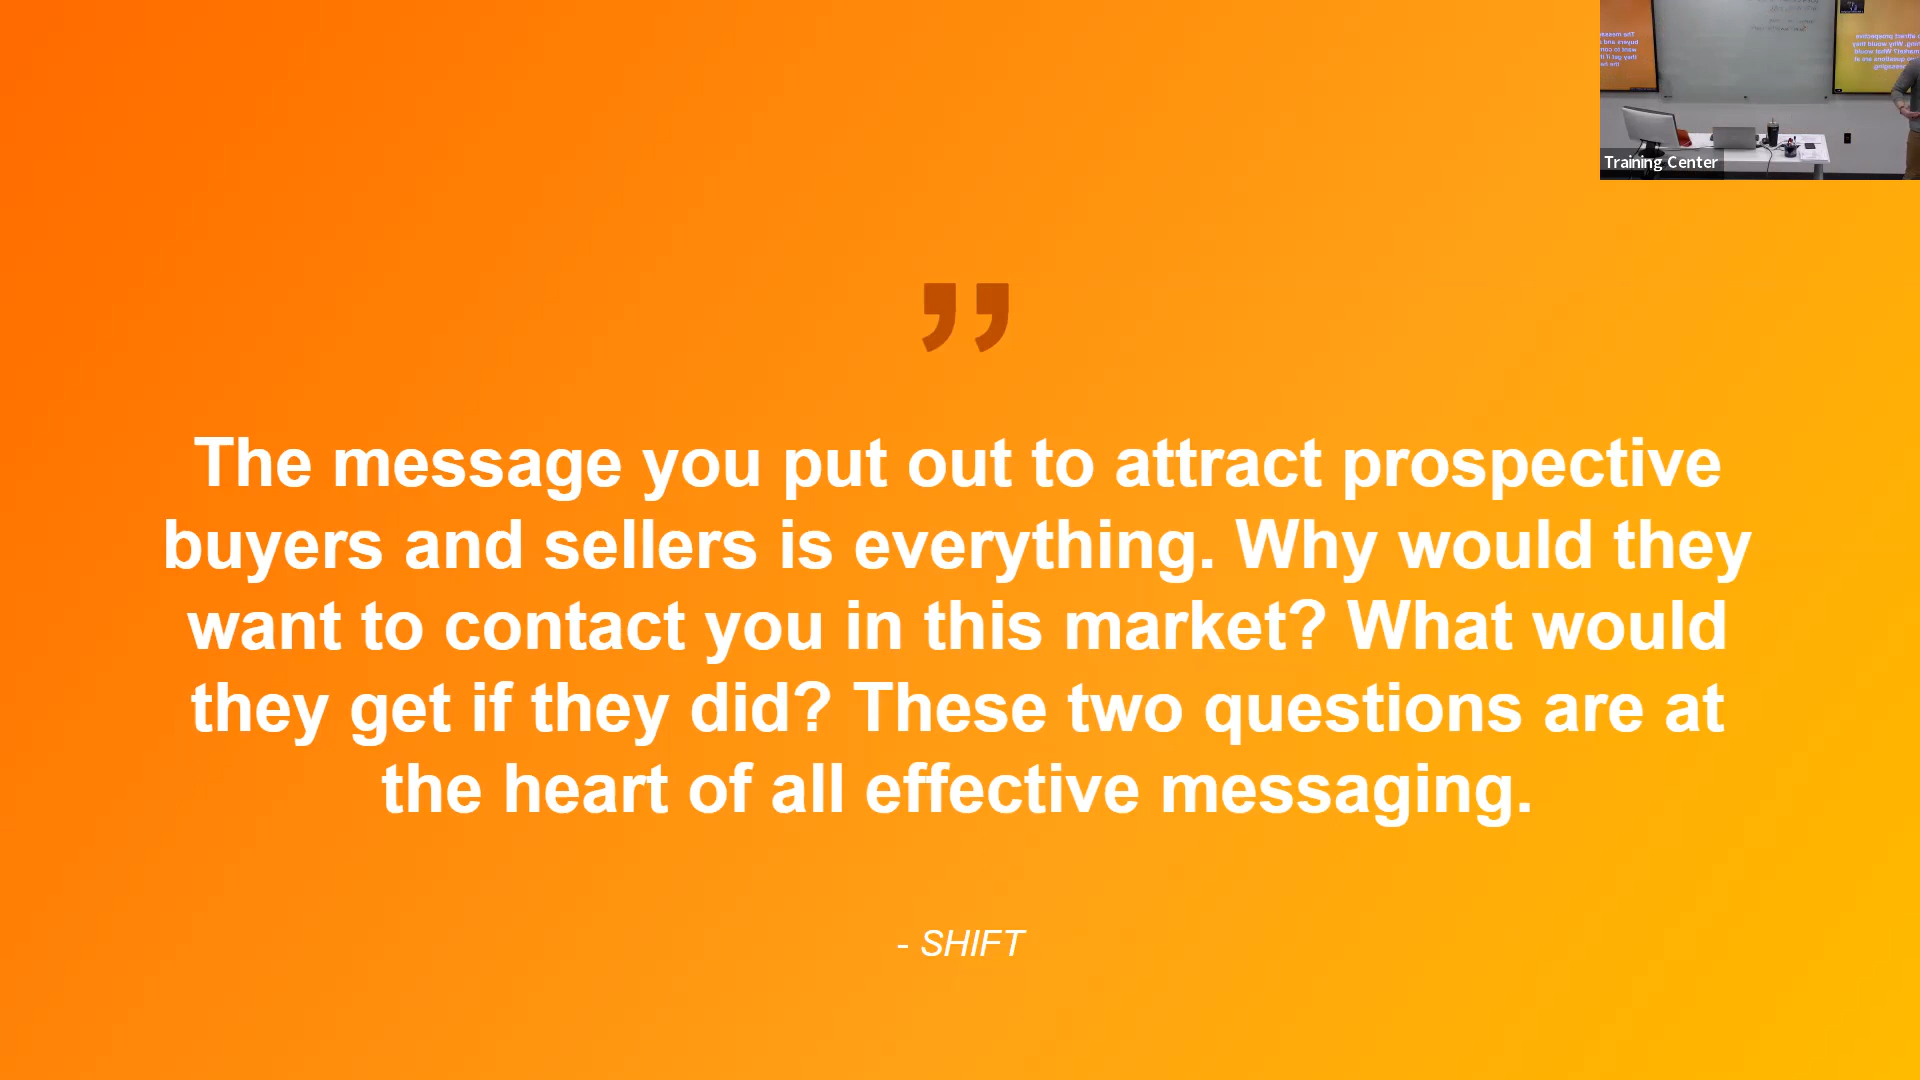 Training Center
”
The message you put out to attract prospective
buyers and sellers is everything. Why would they
want to contact you in this market? What would
they get if they did? These two questions are at
the heart of all effective messaging.
- SHIFT